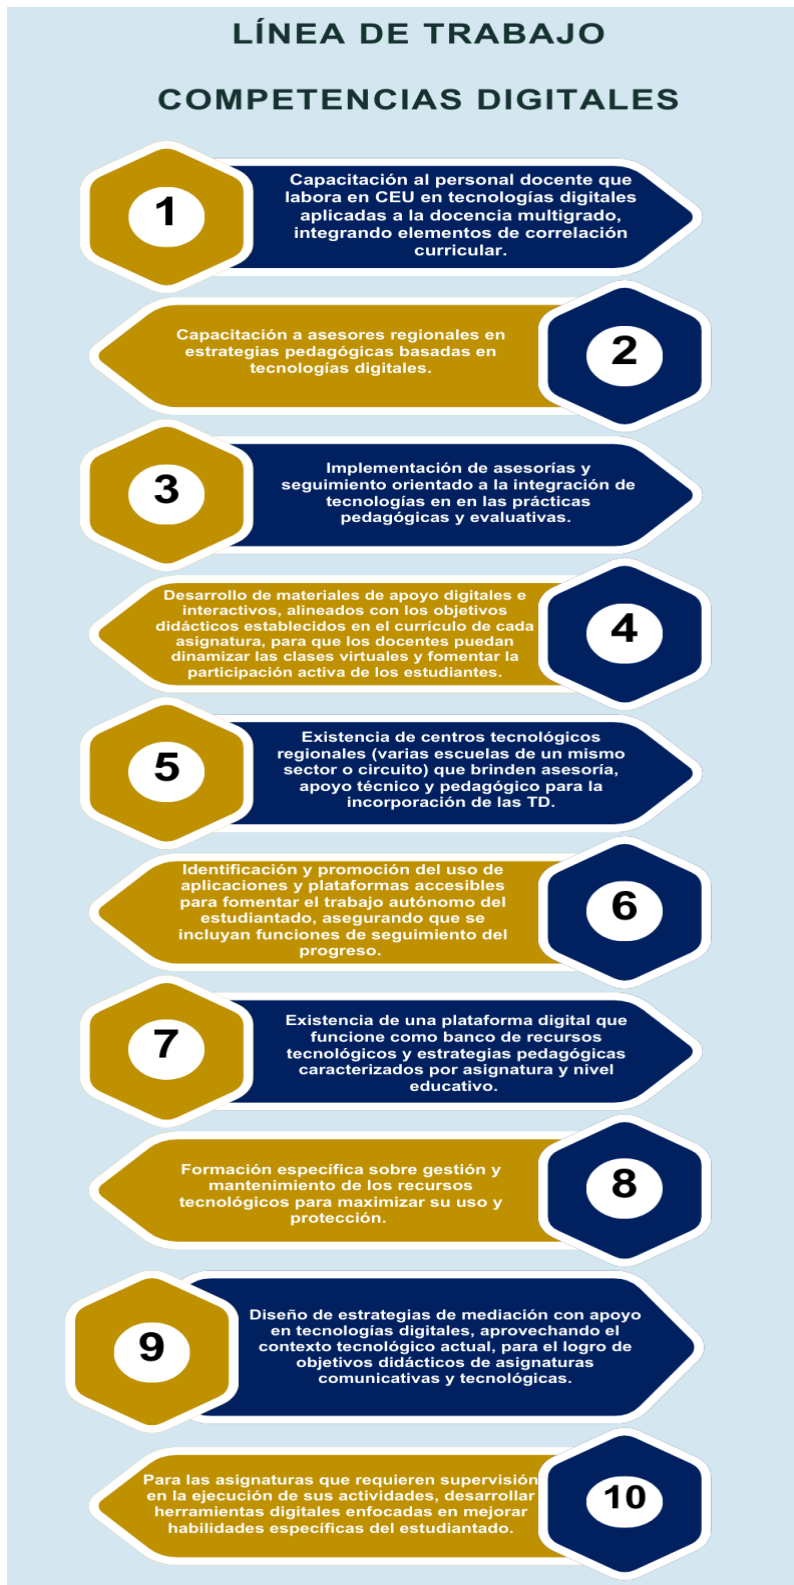 LÍNEA DE TRABAJO
COMPETENCIAS DIGITALES
1
Capacitación al personal docente que
labora en CEU en tecnologías digitales
aplicadas a la docencia multigrado,
integrando elementos de correlación
curricular.
Capacitación a asesores regionales en
estrategias pedagógicas basadas en
tecnologías digitales.
2
3
Implementación de asesorías y
seguimiento orientado a la integración de
tecnologías en en las prácticas
pedagógicas y evaluativas.
Desarrollo de materiales de apoyo digitales e
interactivos, alineados con los objetivos
didácticos establecidos en el currículo de cada
asignatura, para que los docentes puedan
dinamizar las clases virtuales y fomentar la
participación activa de los estudiantes.
4
5
Existencia de centros tecnológicos
regionales (varias escuelas de un mismo
sector o circuito) que brinden asesoría,
apoyo técnico y pedagógico para la
incorporación de las TD.
Identificación y promoción del uso de
aplicaciones y plataformas accesibles
para fomentar el trabajo autónomo del
estudiantado, asegurando que se
incluyan funciones de seguimiento del
progreso.
6
7
Existencia de una plataforma digital que
funcione como banco de recursos
tecnológicos y estrategias pedagógicas
caracterizados por asignatura y nivel
educativo.
Formación específica sobre gestión y
mantenimiento de los recursos
tecnológicos para maximizar su uso y
protección.
8
9
Diseño de estrategias de mediación con apoyo
en tecnologías digitales, aprovechando el
contexto tecnológico actual, para el logro de
objetivos didácticos de asignaturas
comunicativas y tecnológicas.
Para las asignaturas que requieren supervisión
en la ejecución de sus actividades, desarrollar
herramientas digitales enfocadas en mejorar
habilidades específicas del estudiantado.
10